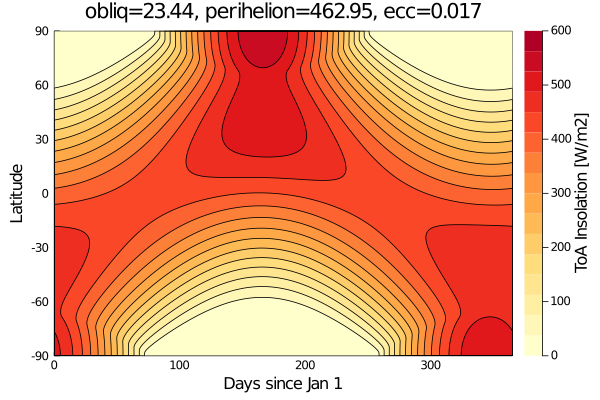 obliq=23.44, perihelion=462.95, ecc=0.017
90
60
30
0
-30
-60
-90
Latitude
0 100 200 300
Days since Jan 1
600
500
400
300
200
100
0
ToA Insolation [W/m2]